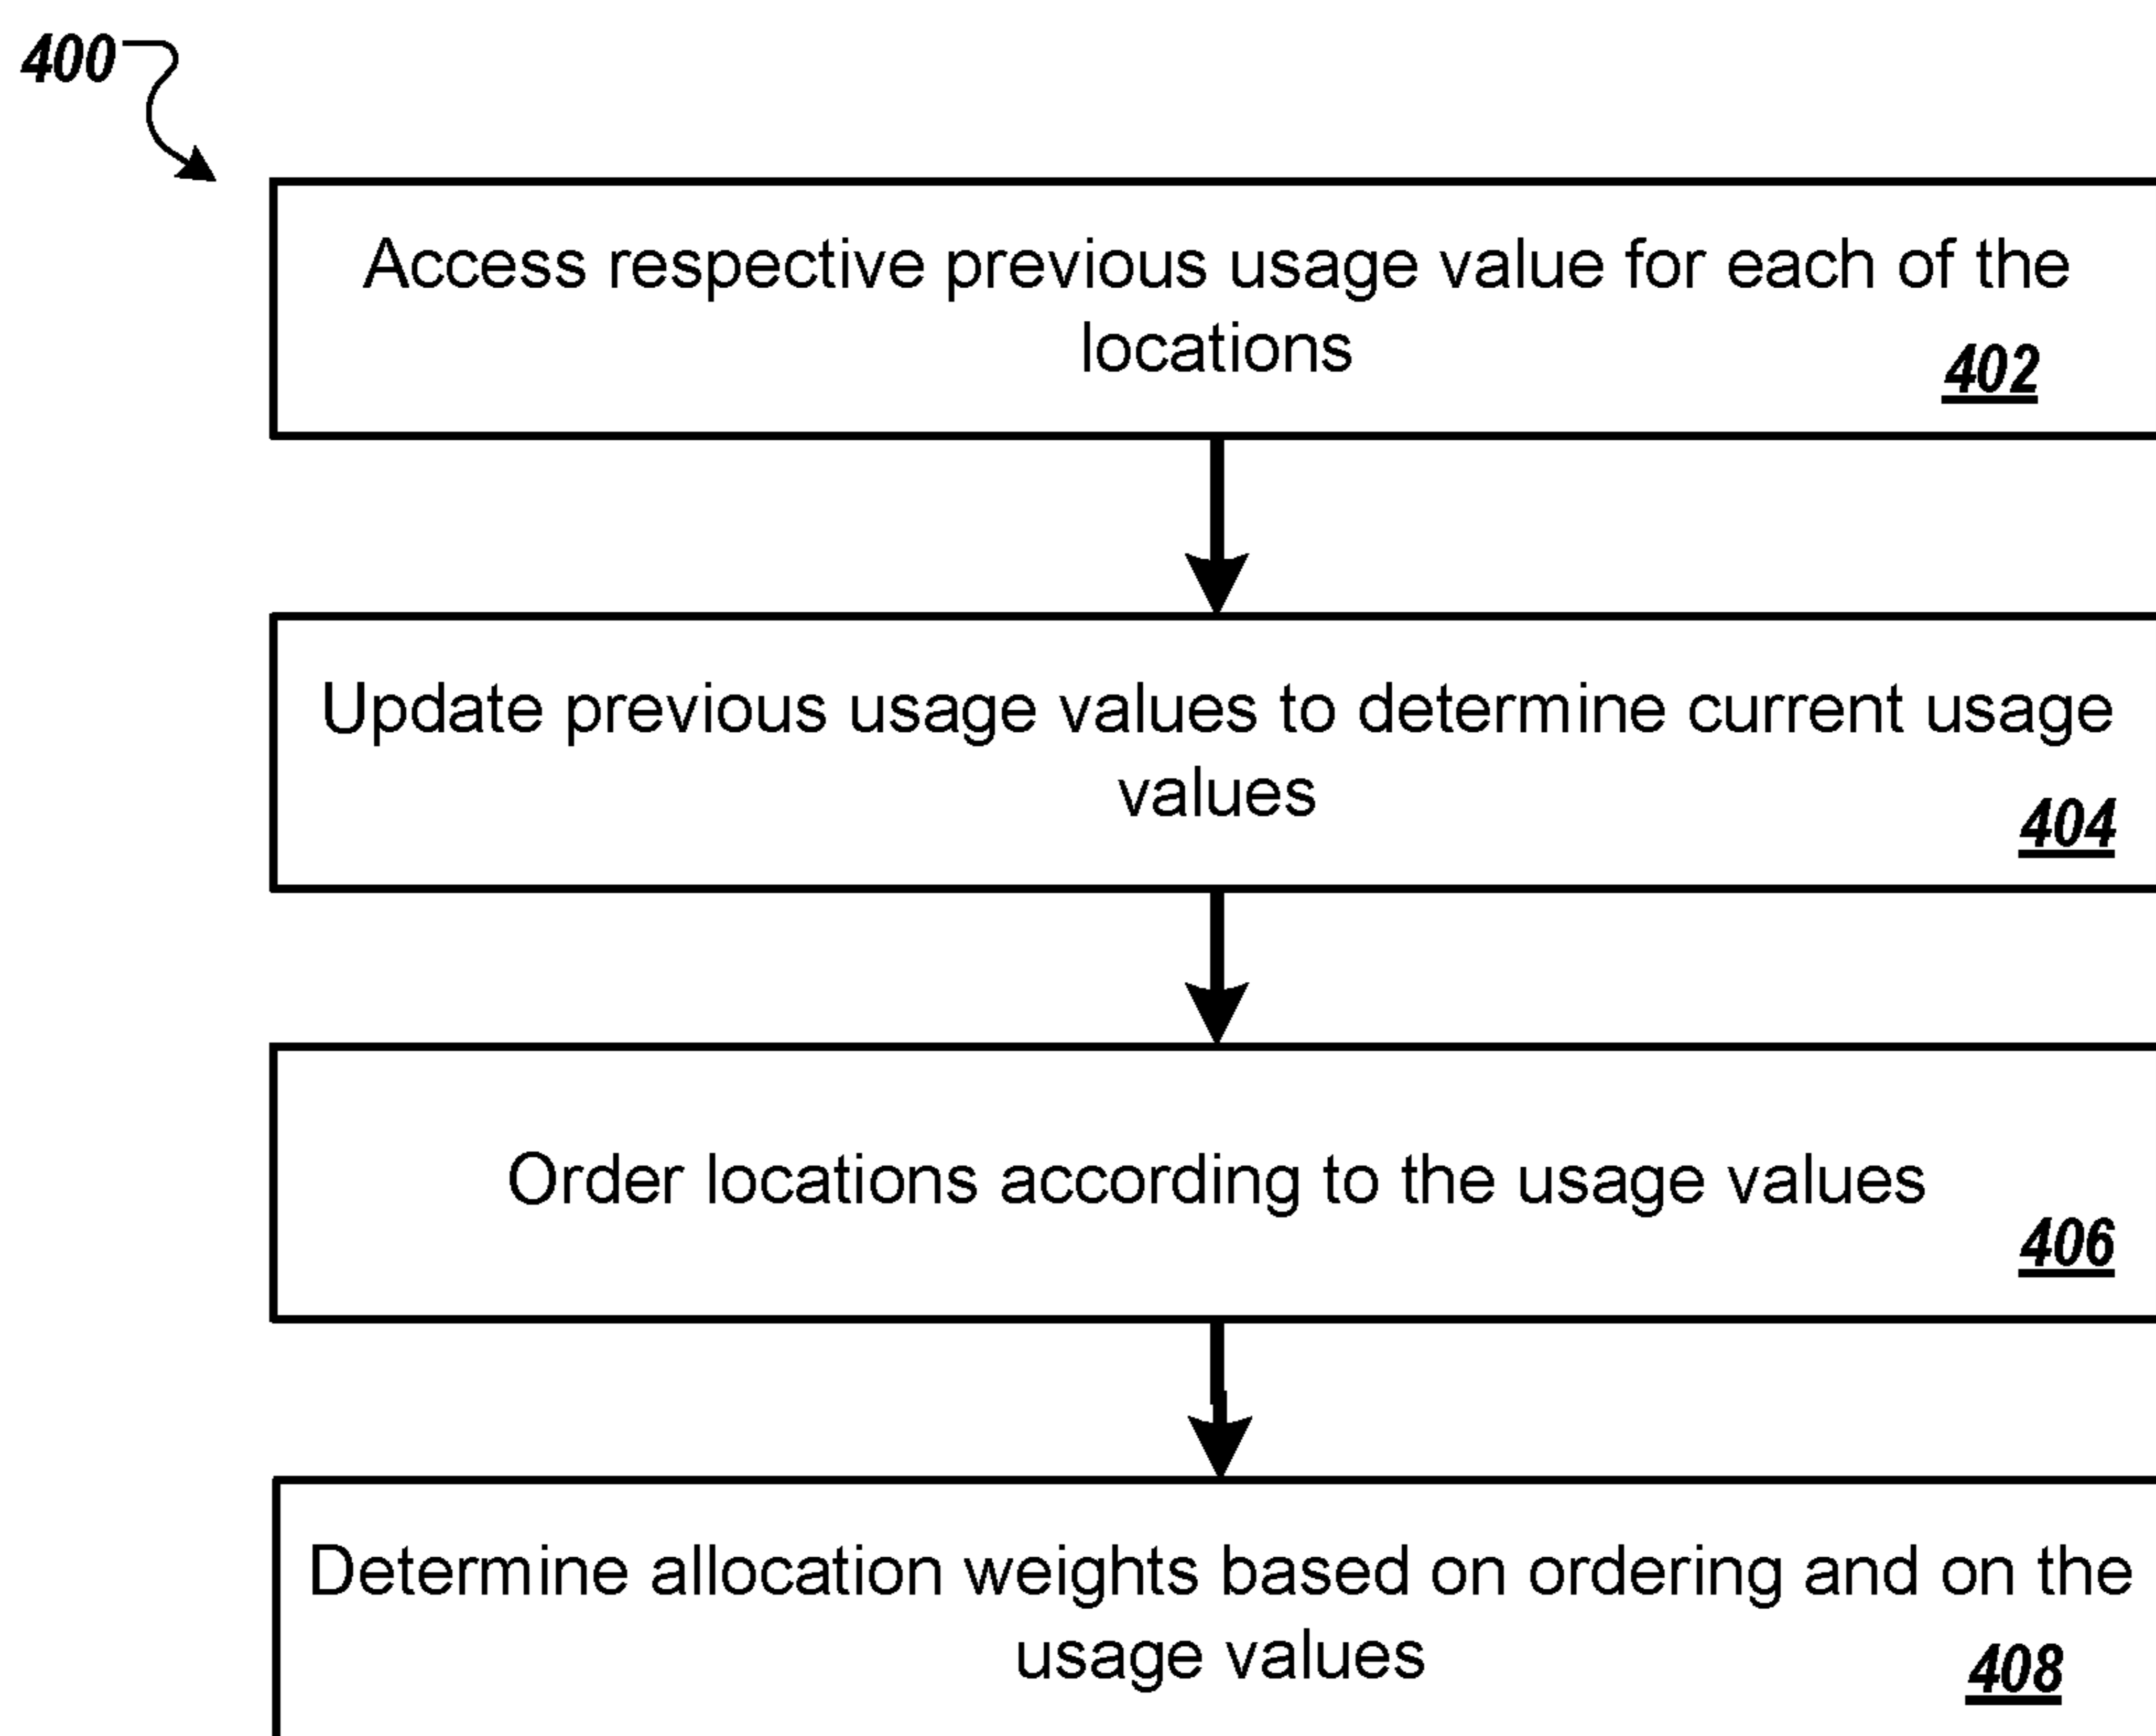 400
Access respective previous usage value for each of the
locations
402
Update previous usage values to determine current usage
values
404
Order locations according to the usage values
406
Determine allocation weights based on ordering and on the
usage values
408